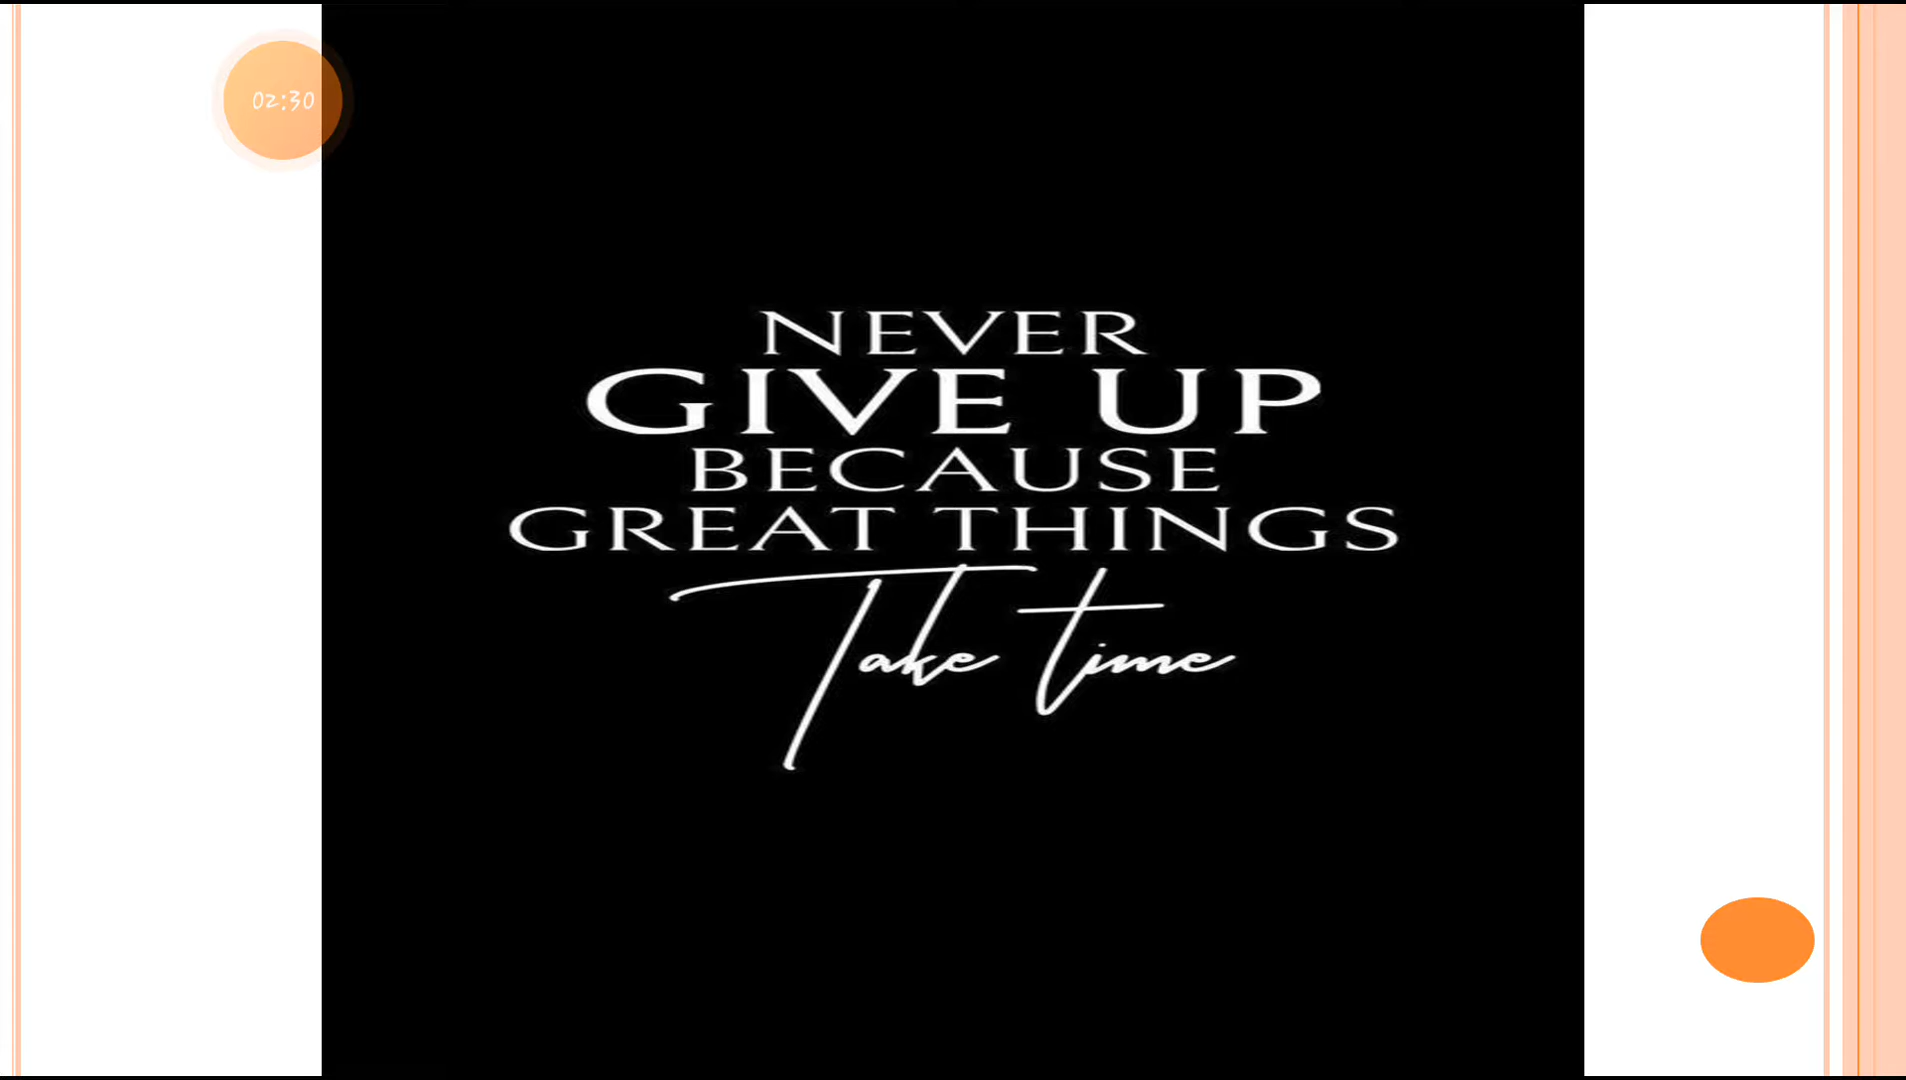 02:30
NEVER
GIVE UP
BECAUSE
GREAT THINGS
Take time